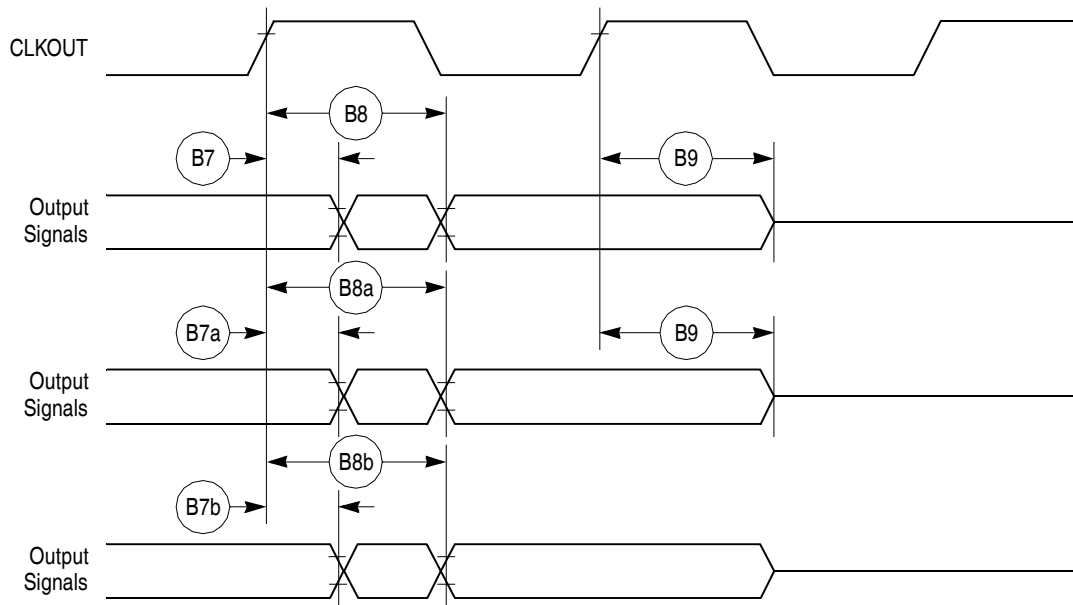 CLKOUT
B8
B7
B9
Output
Signals
B8a
B7a
B9
Output
Signals
B8b
B7b
Output
Signals